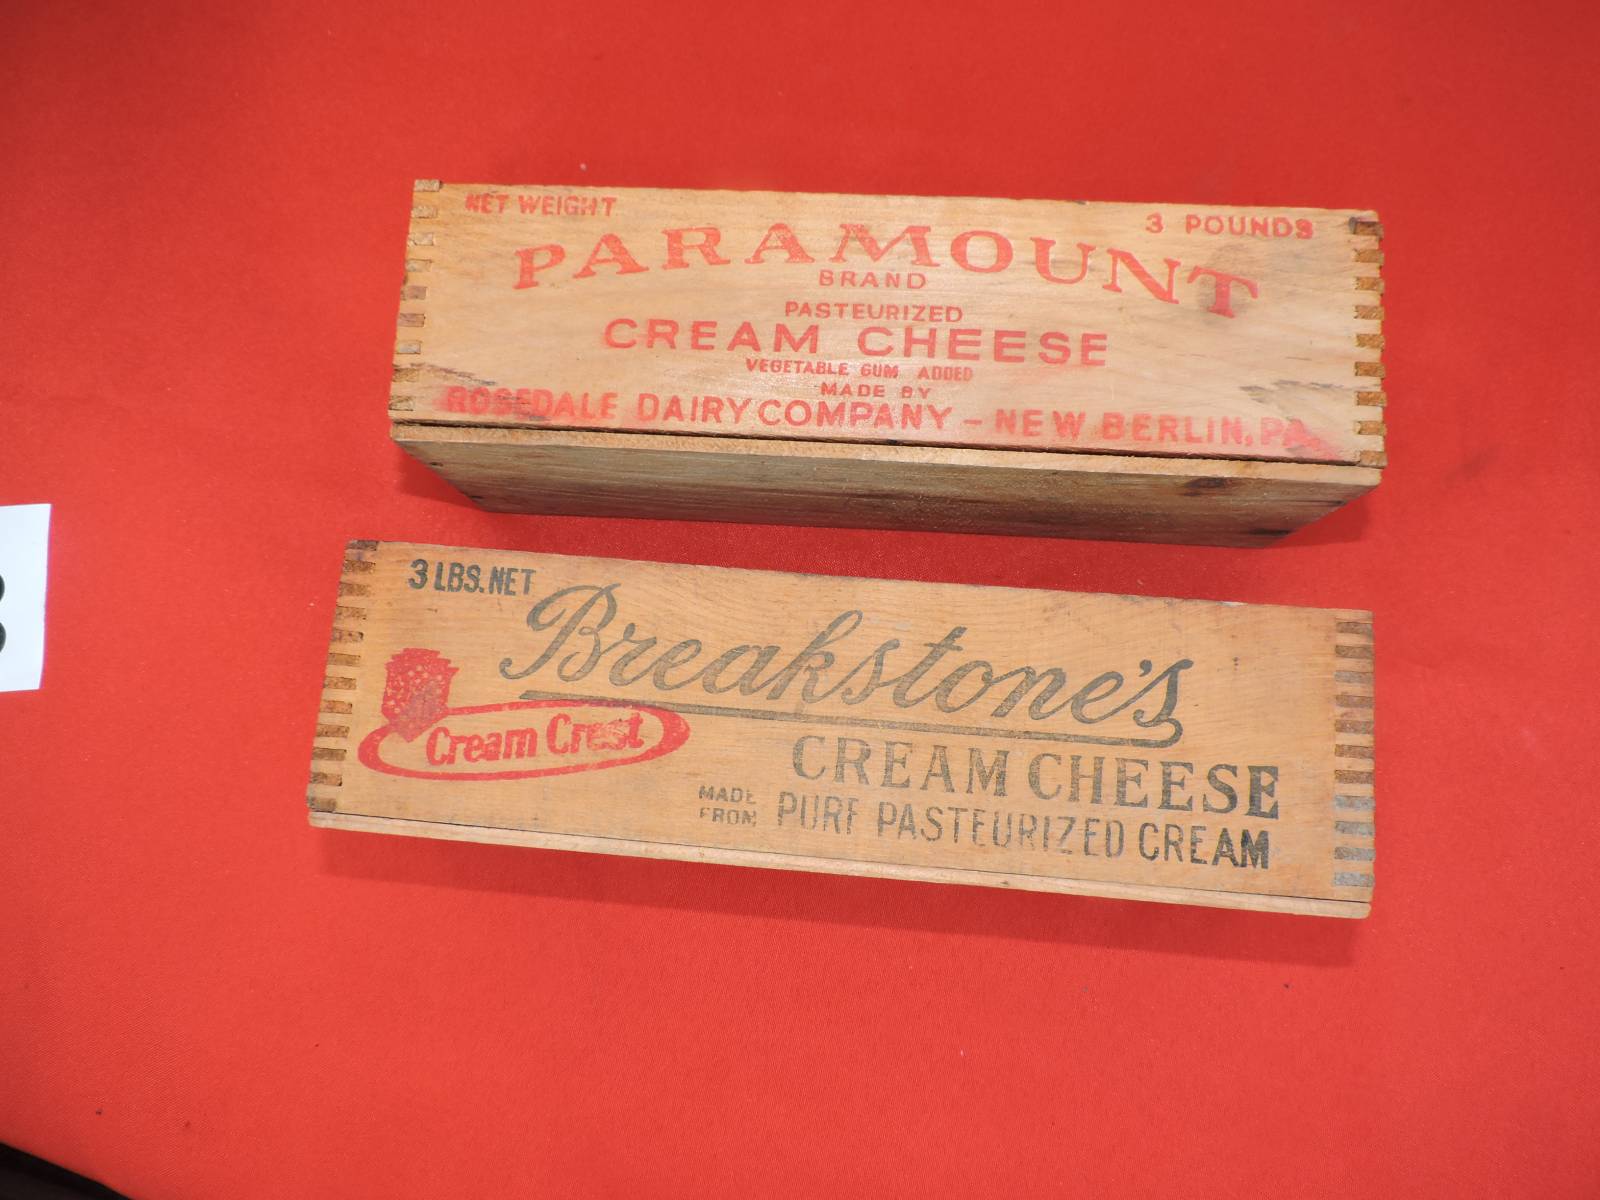 NET WEIGHT 3 POUNDS
PARAMOUNT
BRAND
PASTEURIZED
CREAM CHEESE
VEGETABLE GUM ADDED
MADE BY
ROSEDALE DAIRY COMPANY - NEW BERLIN, PA.
3 LBS. NET
Breakstone's
Cream Crest
CREAM CHEESE
MADE FROM PURE PASTEURIZED CREAM